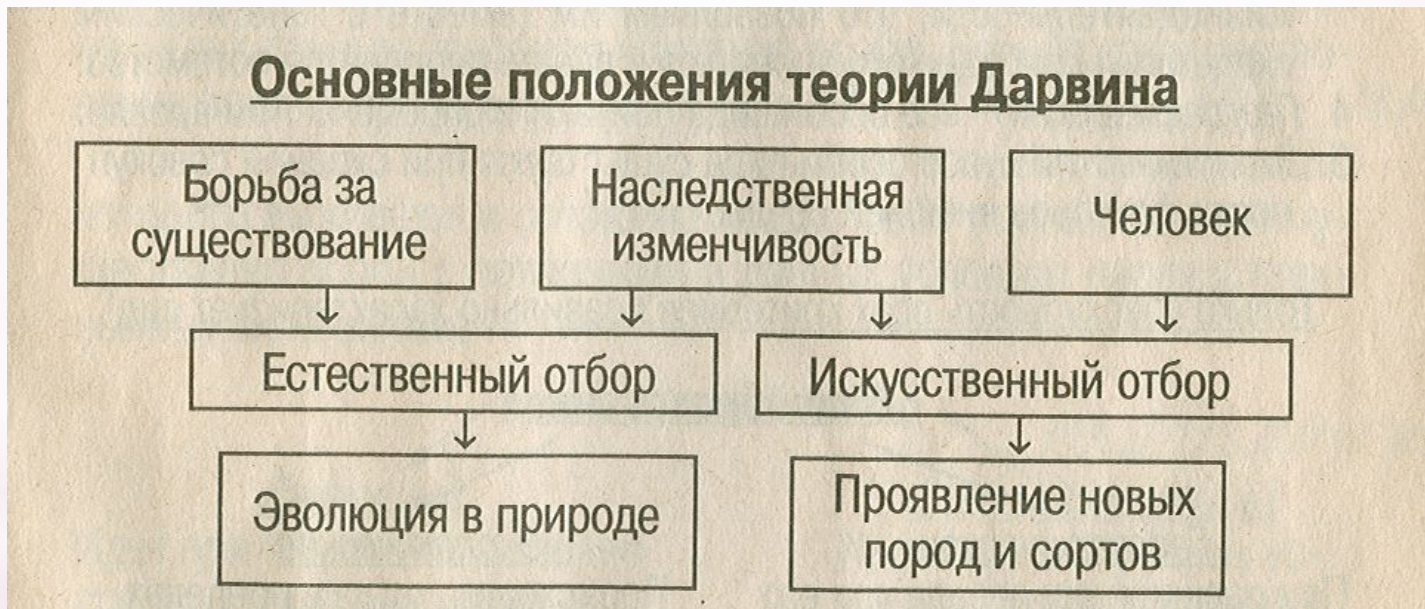 Основные положения теории Дарвина
Борьба за
существование
Наследственная
изменчивость
Человек
Естественный отбор
Искусственный отбор
Эволюция в природе
Проявление новых
пород и сортов